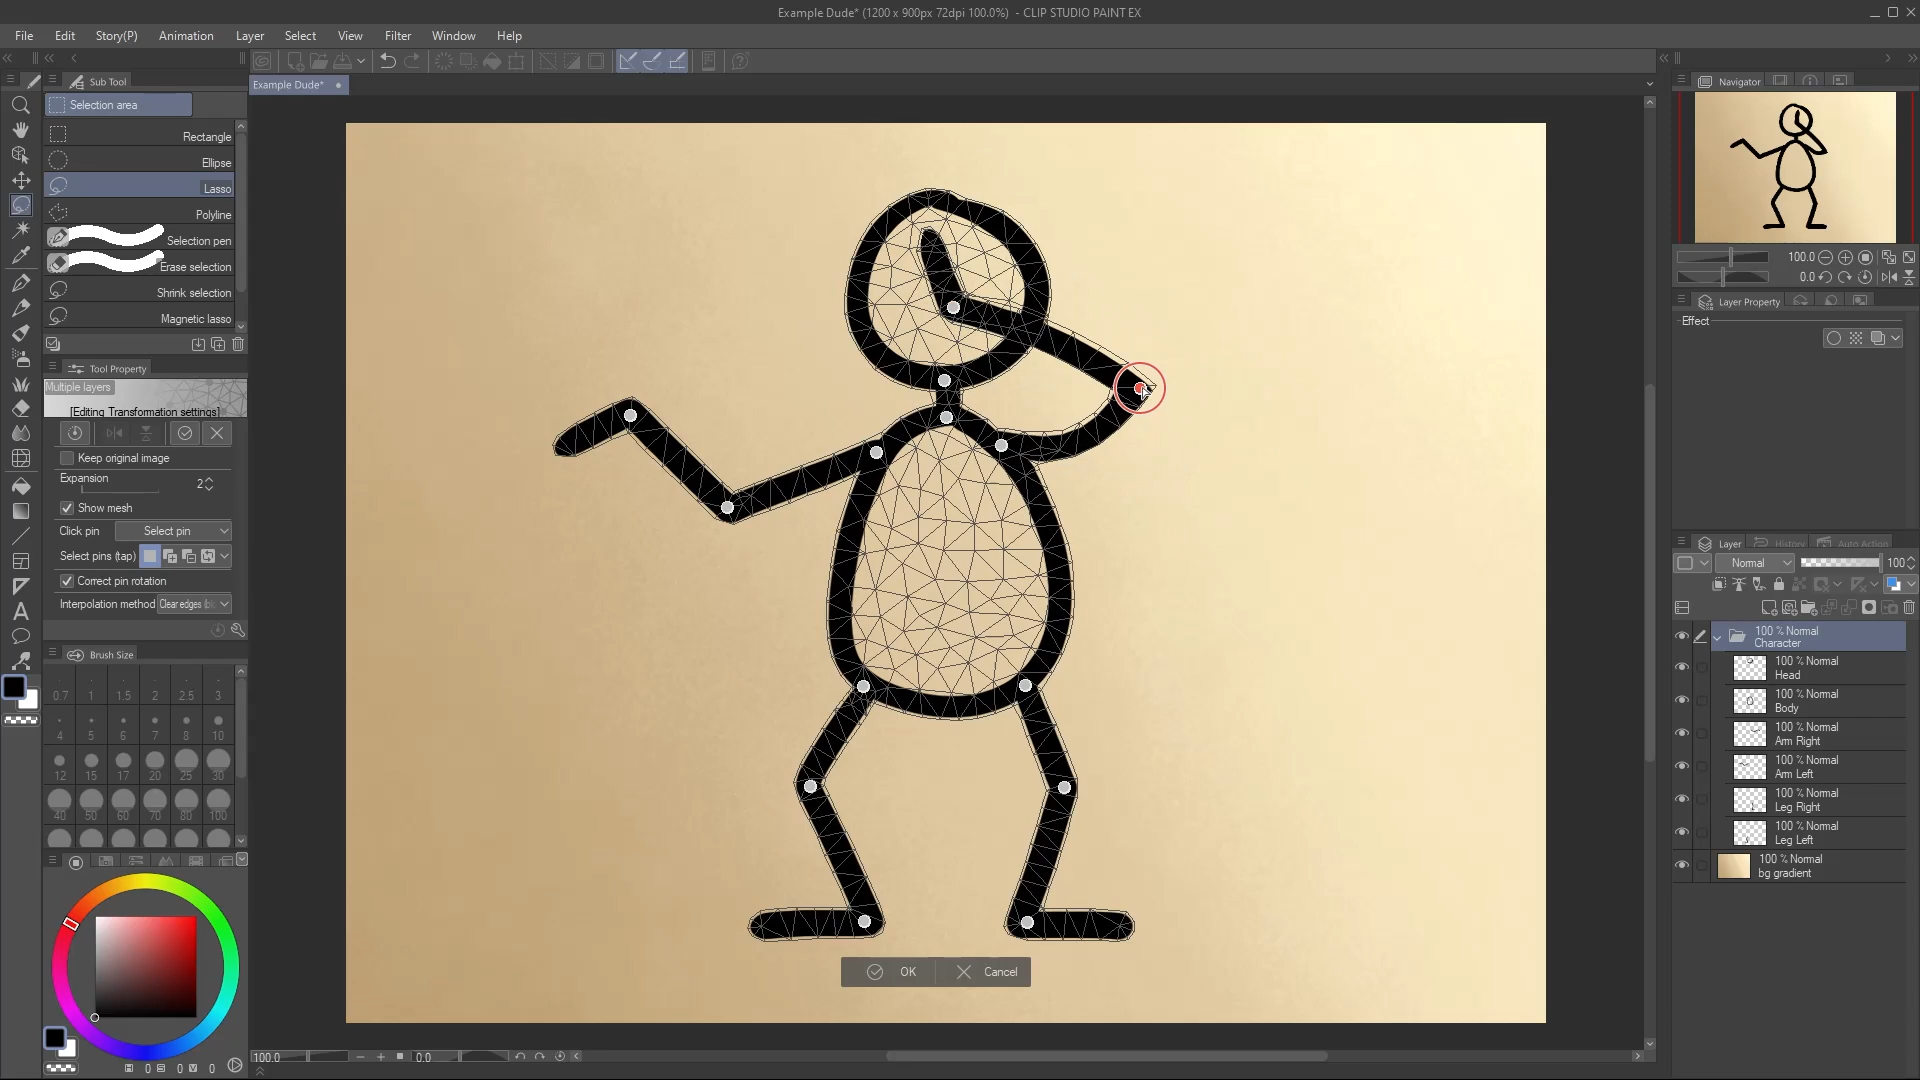 Example Dude* (1200 x 900px 72dpi 100.0%) - CLIP STUDIO PAINT EX
File Edit Story(P) Animation Layer Select View Filter Window Help
Sub Tool
Example Dude*
Navigator
Selection area
Rectangle
Ellipse
Lasso
Polyline
Selection pen
Erase selection
Shrink selection
Magnetic lasso
100.0
0.0
Layer Property
Effect
Tool Property
Multiple layers
[Editing Transformation settings]
Keep original image
Expansion 2
Show mesh
Click pin Select pin
Select pins (tap)
Correct pin rotation
Interpolation method Clear edges
Brush Size
0.7 1 1.5 2 2.5 3
4 5 6 7 8 10
12 15 17 20 25 30
40 50 60 70 80 100
Layer History Auto Action
Normal 100
100 % Normal
Character
100 % Normal
Head
100 % Normal
Body
100 % Normal
Arm Right
100 % Normal
Arm Left
100 % Normal
Leg Right
100 % Normal
Leg Left
100 % Normal
bg gradient
OK Cancel
100.0 0.0
H 0 S 0 V 0